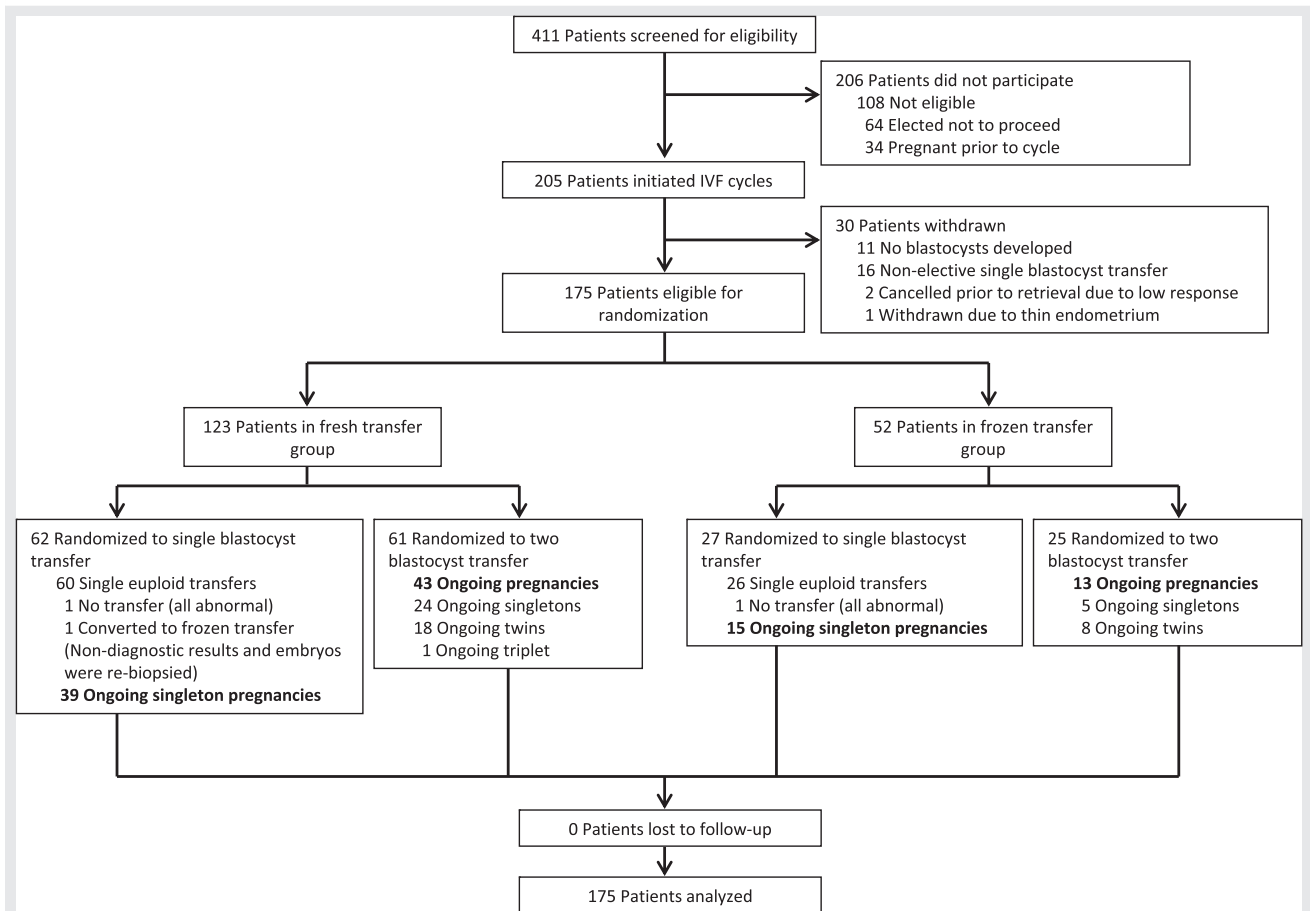 411 Patients screened for eligibility
206 Patients did not participate
108 Not eligible
64 Elected not to proceed
34 Pregnant prior to cycle
205 Patients initiated IVF cycles
30 Patients withdrawn
11 No blastocysts developed
16 Non-elective single blastocyst transfer
2 Cancelled prior to retrieval due to low response
1 Withdrawn due to thin endometrium
175 Patients eligible for
randomization
123 Patients in fresh transfer
group
52 Patients in frozen transfer
group
62 Randomized to single blastocyst
transfer
60 Single euploid transfers
1 No transfer (all abnormal)
1 Converted to frozen transfer
(Non-diagnostic results and embryos
were re-biopsied)
39 Ongoing singleton pregnancies
61 Randomized to two
blastocyst transfer
43 Ongoing pregnancies
24 Ongoing singletons
18 Ongoing twins
1 Ongoing triplet
27 Randomized to single blastocyst
transfer
26 Single euploid transfers
1 No transfer (all abnormal)
15 Ongoing singleton pregnancies
25 Randomized to two
blastocyst transfer
13 Ongoing pregnancies
5 Ongoing singletons
8 Ongoing twins
0 Patients lost to follow-up
175 Patients analyzed